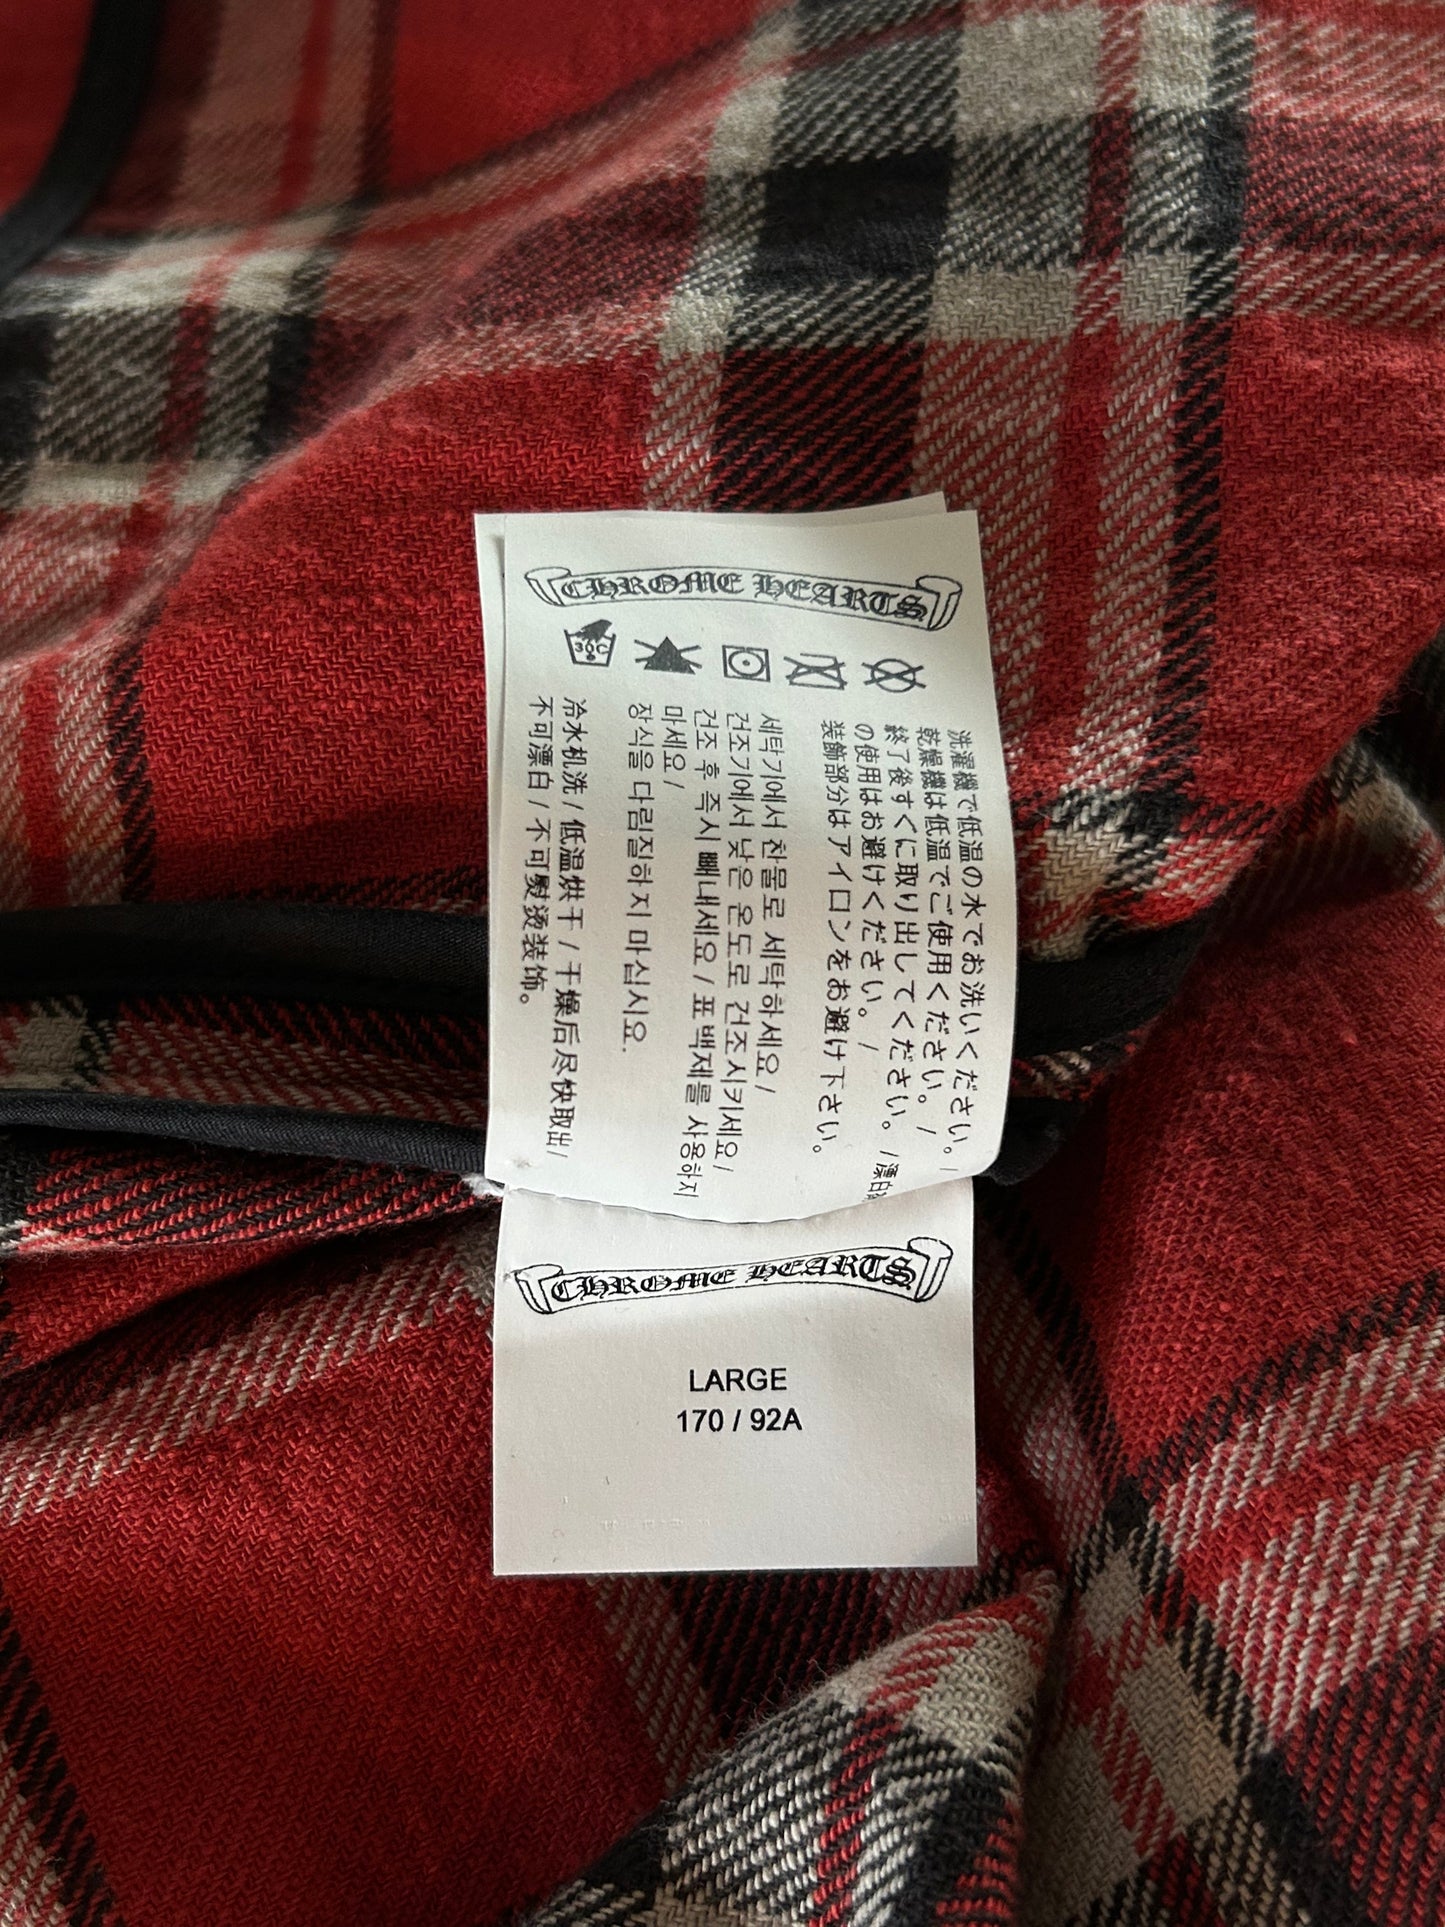 CHROME HEARTS
30C
洗濯機で低温の水でお洗いください。/
乾燥機は低温でご使用ください。/
終了後すぐに取り出してください。/漂白
の使用はお避けください。/
装飾部分はアイロンをお避け下さい。
세탁기에서 찬물로 세탁하세요/
건조기에서 낮은 온도로 건조시키세요/
건조 후 즉시 빼내세요/표백제를 사용하지
마세요/
장식을 다림질하지 마십시요.
冷水机洗/低温烘干/干燥后尽快取出/
不可漂白/不可熨烫装饰。
CHROME HEARTS
LARGE
170 / 92A